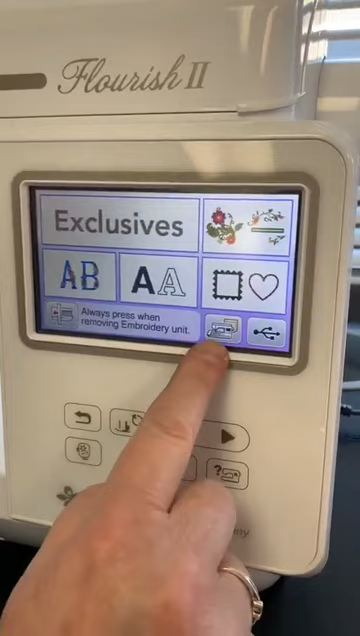 Flourish II
Exclusives
AB
AA
Always press when
removing Embroidery unit.
?